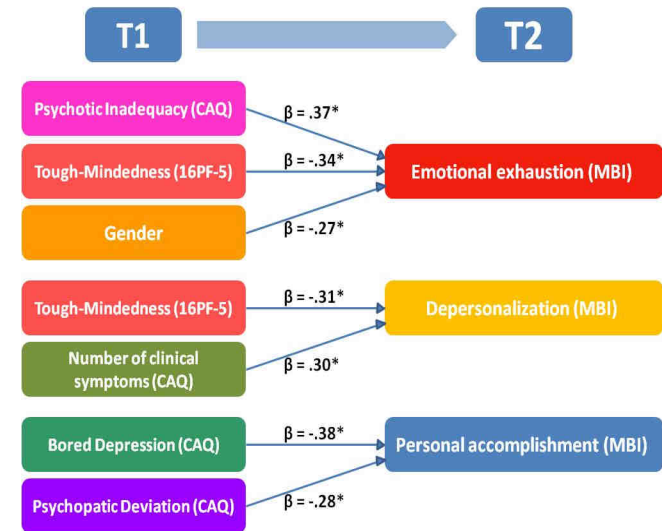 T1
T2
Psychotic Inadequacy (CAQ)
β = .37*
Tough-Mindedness (16PF-5)
β = -.34*
Emotional exhaustion (MBI)
Gender
β = -.27*
Tough-Mindedness (16PF-5)
β = -.31*
Depersonalization (MBI)
Number of clinical
symptoms (CAQ)
β = .30*
Bored Depression (CAQ)
β = -.38*
Personal accomplishment (MBI)
Psychopatic Deviation (CAQ)
β = -.28*